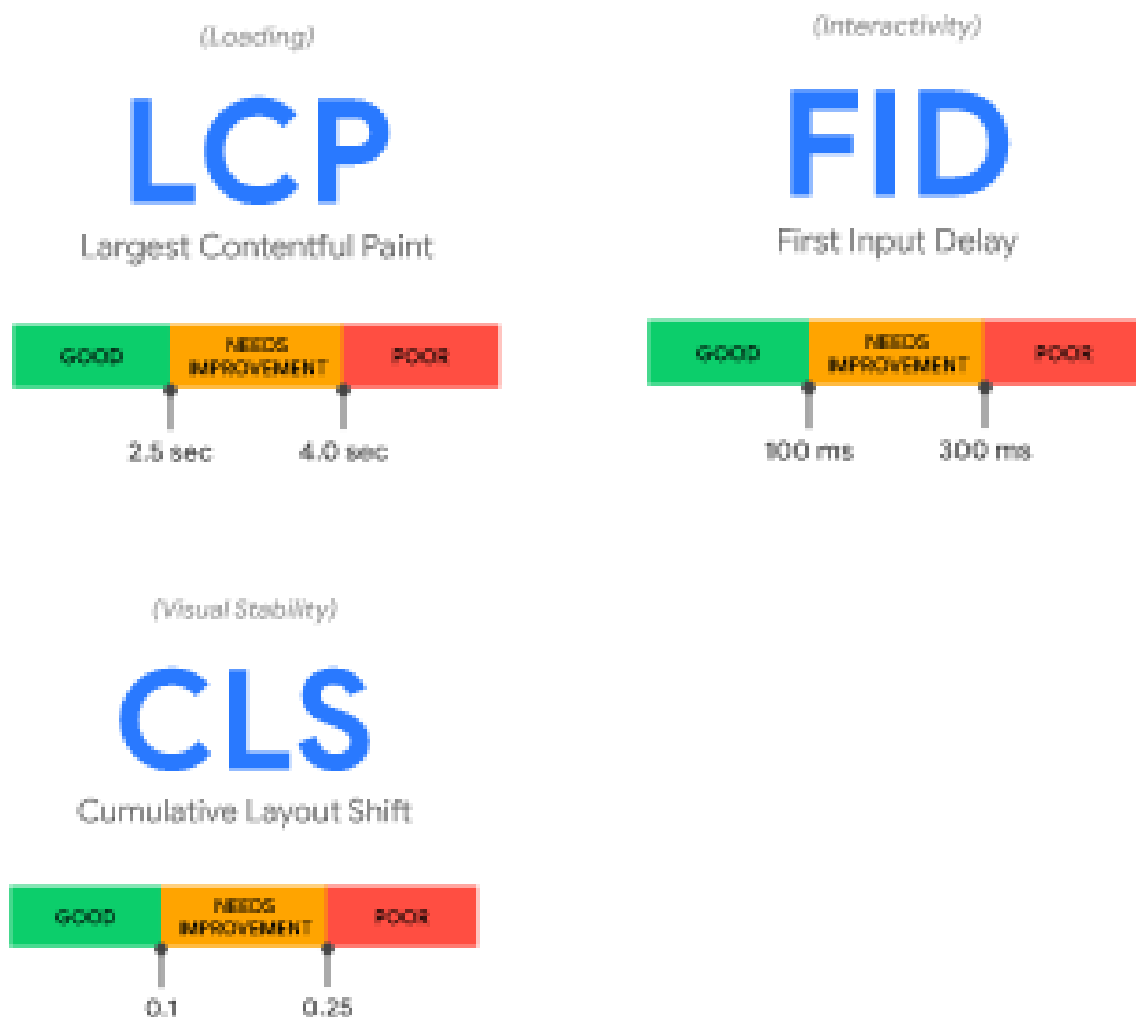 (Loading)
LCP
Largest Contentful Paint
GOOD
NEEDS
IMPROVEMENT
POOR
2.5 sec
4.0 sec
(Interactivity)
FID
First Input Delay
GOOD
NEEDS
IMPROVEMENT
POOR
100 ms
300 ms
(Visual Stability)
CLS
Cumulative Layout Shift
GOOD
NEEDS
IMPROVEMENT
POOR
0.1
0.25